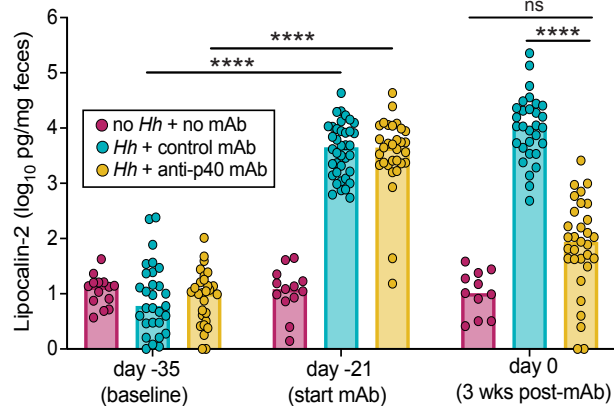 ns
****
****
****
Lipocalin-2 (log10 pg/mg feces)
6
5
4
3
2
1
0
no Hh + no mAb
Hh + control mAb
Hh + anti-p40 mAb
day -35
(baseline)
day -21
(start mAb)
day 0
(3 wks post-mAb)